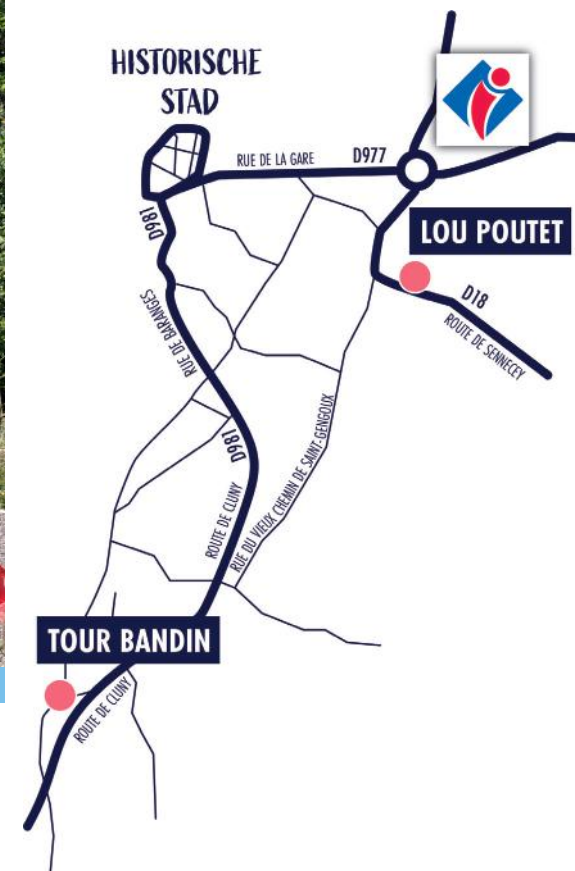 HISTORISCHE
STAD
RUE DE LA GARE
D977
D981
LOU POUTET
D18
ROUTE DE SENNECEY
RUE DE BARANGES
D981
ROUTE DE CLUNY
RUE DU VIEUX CHEMIN DE SAINT-GENGOUX
TOUR BANDIN
ROUTE DE CLUNY